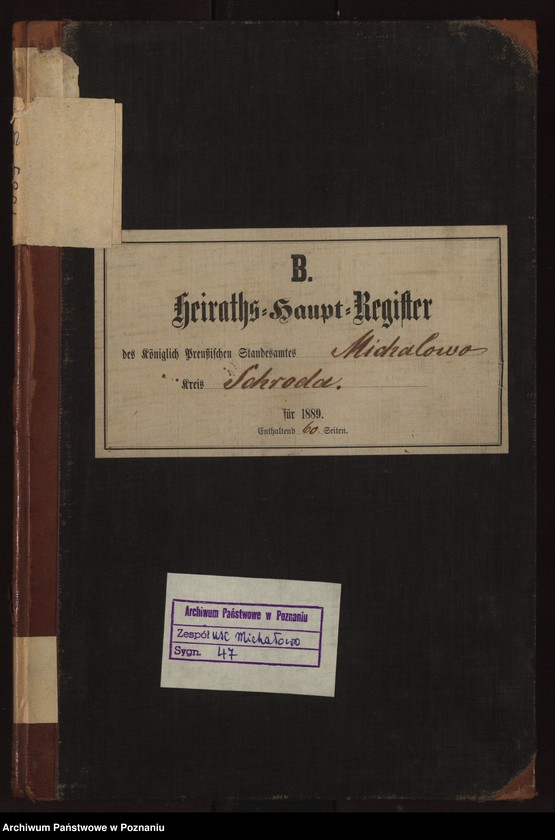 B.
Heiraths-Haupt-Register
des Königlich Preußischen Standesamtes Michalowo
Kreis Schroda.
für 1889.
Enthaltend 60. Seiten.
Archiwum Państwowe w Poznaniu
Zespół USC Michałowo
Sygn. 47
Archiwum Państwowe w Poznaniu